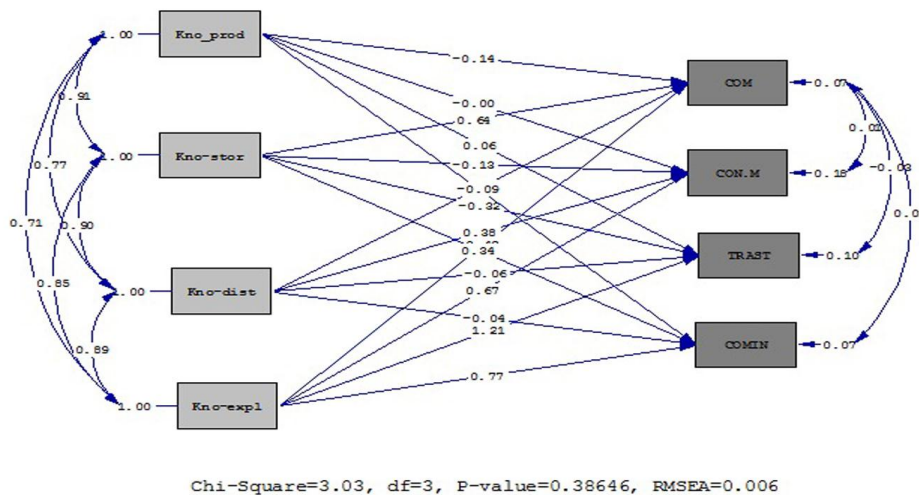 1.00 Kno_prod
-0.14
COM 0.07
0.91
0.64
0.01
1.00 Kno-stor
0.06
0.77
-0.13
CON.M 0.18
-0.03
-0.09
-0.32
0.71
0.90
0.38
0.34
TRAST 0.10
0.85
-0.06
1.00 Kno-dist
0.67
-0.04
1.21
COMIN 0.07
0.89
0.77
1.00 Kno-expl
-0.00
Chi-Square=3.03, df=3, P-value=0.38646, RMSEA=0.006